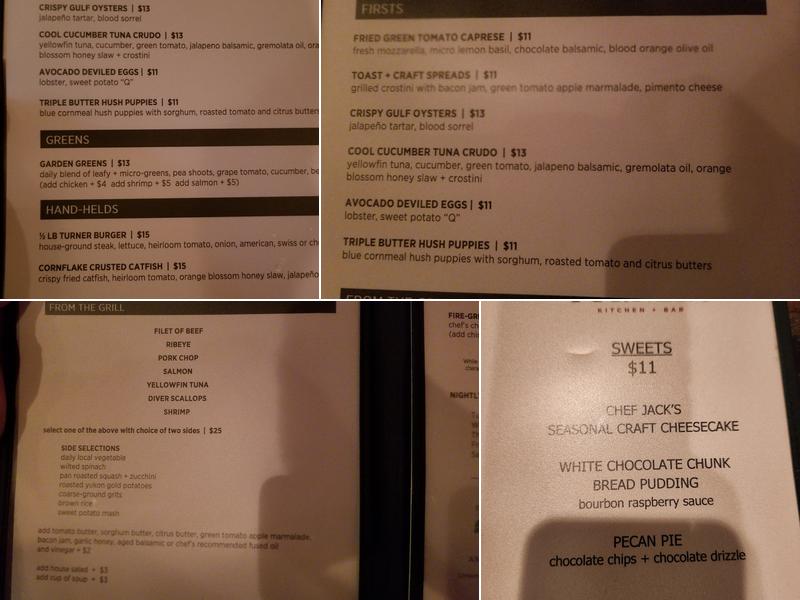 CRISPY GULF OYSTERS | $13
jalapeño tartar, blood sorrel
COOL CUCUMBER TUNA CRUDO | $13
yellowfin tuna, cucumber, green tomato, jalapeno balsamic, gremolata oil, ora
blossom honey slaw + crostini
AVOCADO DEVILED EGGS | $11
lobster, sweet potato "Q"
TRIPLE BUTTER HUSH PUPPIES | $11
blue cornmeal hush puppies with sorghum, roasted tomato and citrus butters
GREENS
GARDEN GREENS | $13
daily blend of leafy + micro-greens, pea shoots, grape tomato, cucumber, be
(add chicken + $4 add shrimp + $5 add salmon + $5)
HAND-HELDS
½ LB TURNER BURGER | $15
house-ground steak, lettuce, heirloom tomato, onion, american, swiss or ch
CORNFLAKE CRUSTED CATFISH | $15
crispy fried catfish, heirloom tomato, orange blossom honey slaw, jalapeño
FIRSTS
FRIED GREEN TOMATO CAPRESE | $11
fresh mozzarella, micro lemon basil, chocolate balsamic, blood orange olive oil
TOAST + CRAFT SPREADS | $11
grilled crostini with bacon jam, green tomato apple marmalade, pimento cheese
CRISPY GULF OYSTERS | $13
jalapeño tartar, blood sorrel
COOL CUCUMBER TUNA CRUDO | $13
yellowfin tuna, cucumber, green tomato, jalapeno balsamic, gremolata oil, orange
blossom honey slaw + crostini
AVOCADO DEVILED EGGS | $11
lobster, sweet potato "Q"
TRIPLE BUTTER HUSH PUPPIES | $11
blue cornmeal hush puppies with sorghum, roasted tomato and citrus butters
FROM THE GRILL
FILET OF BEEF
RIBEYE
PORK CHOP
SALMON
YELLOWFIN TUNA
DIVER SCALLOPS
SHRIMP
select one of the above with choice of two sides | $25
SIDE SELECTIONS
daily local vegetable
wilted spinach
pan roasted squash + zucchini
roasted yukon gold potatoes
coarse-ground grits
brown rice
sweet potato mash
add tomato butter, sorghum butter, citrus butter, green tomato apple marmalade,
bacon jam, garlic honey, aged balsamic or chef's recommended fused oil
and vinegar + $2
add house salad + $3
add cup of soup + $3
FIRE-GR
chef's ch
(add chi
NIGHTL
KITCHEN + BAR
SWEETS
$11
CHEF JACK'S
SEASONAL CRAFT CHEESECAKE
WHITE CHOCOLATE CHUNK
BREAD PUDDING
bourbon raspberry sauce
PECAN PIE
chocolate chips + chocolate drizzle